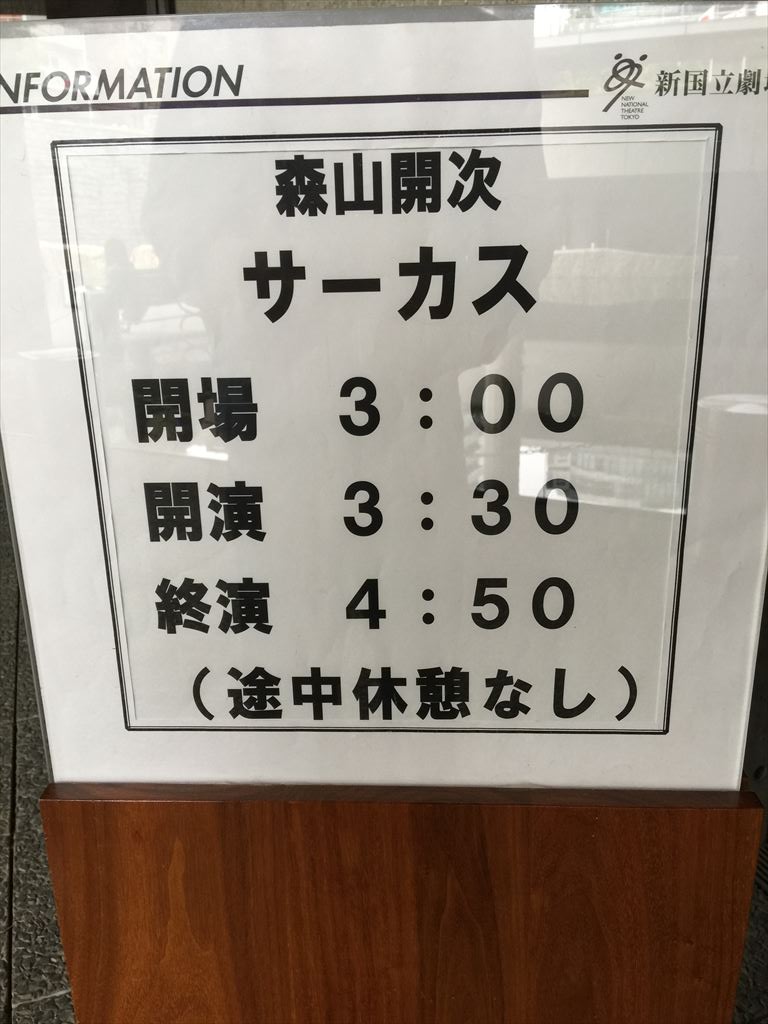 INFORMATION
NEW
NATIONAL
THEATRE
TOKYO
新国立劇場
森山開次
サーカス
開場 3：00
開演 3：30
終演 4：50
（途中休憩なし）